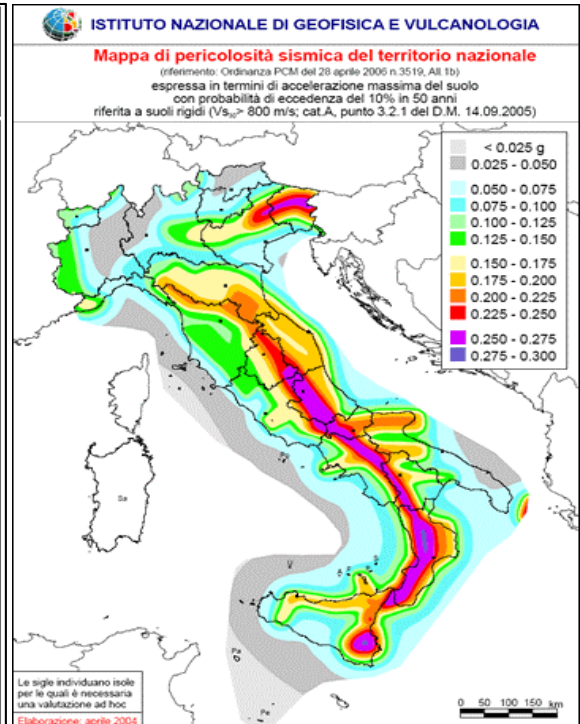 ISTITUTO NAZIONALE DI GEOFISICA E VULCANOLOGIA
Mappa di pericolosità sismica del territorio nazionale
(riferimento: Ordinanza PCM del 28 aprile 2006 n.3519, All.1b)
espressa in termini di accelerazione massima del suolo
con probabilità di eccedenza del 10% in 50 anni
riferita a suoli rigidi (Vs₃₀> 800 m/s; cat.A, punto 3.2.1 del D.M. 14.09.2005)
< 0.025 g
0.025 - 0.050
0.050 - 0.075
0.075 - 0.100
0.100 - 0.125
0.125 - 0.150
0.150 - 0.175
0.175 - 0.200
0.200 - 0.225
0.225 - 0.250
0.250 - 0.275
0.275 - 0.300
Sa
U
Pa
Pe
Le sigle individuano isole
per le quali è necessaria
una valutazione ad hoc
Elaborazione: aprile 2004
0 50 100 150 km